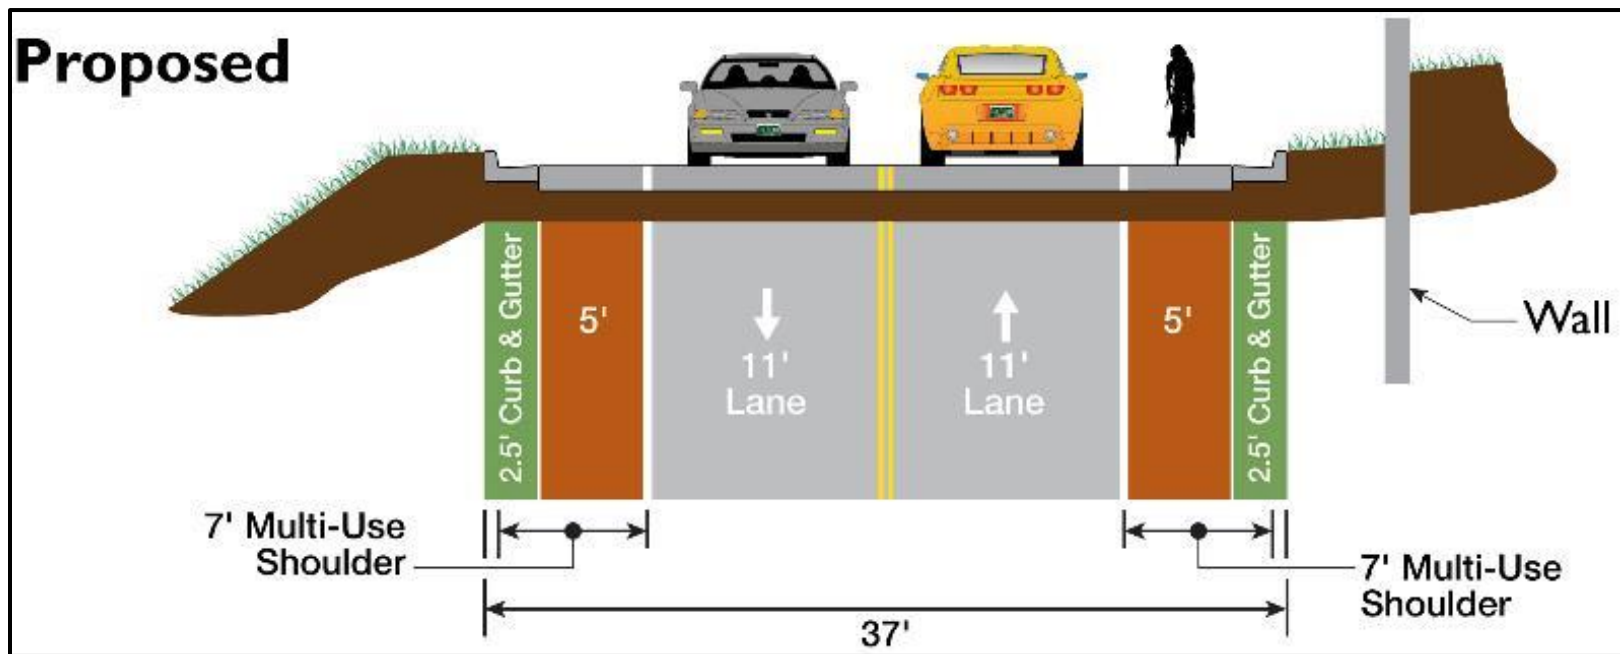 Proposed
2.5' Curb & Gutter
5'
11'
Lane
11'
Lane
5'
2.5' Curb & Gutter
Wall
7' Multi-Use
Shoulder
7' Multi-Use
Shoulder
37'